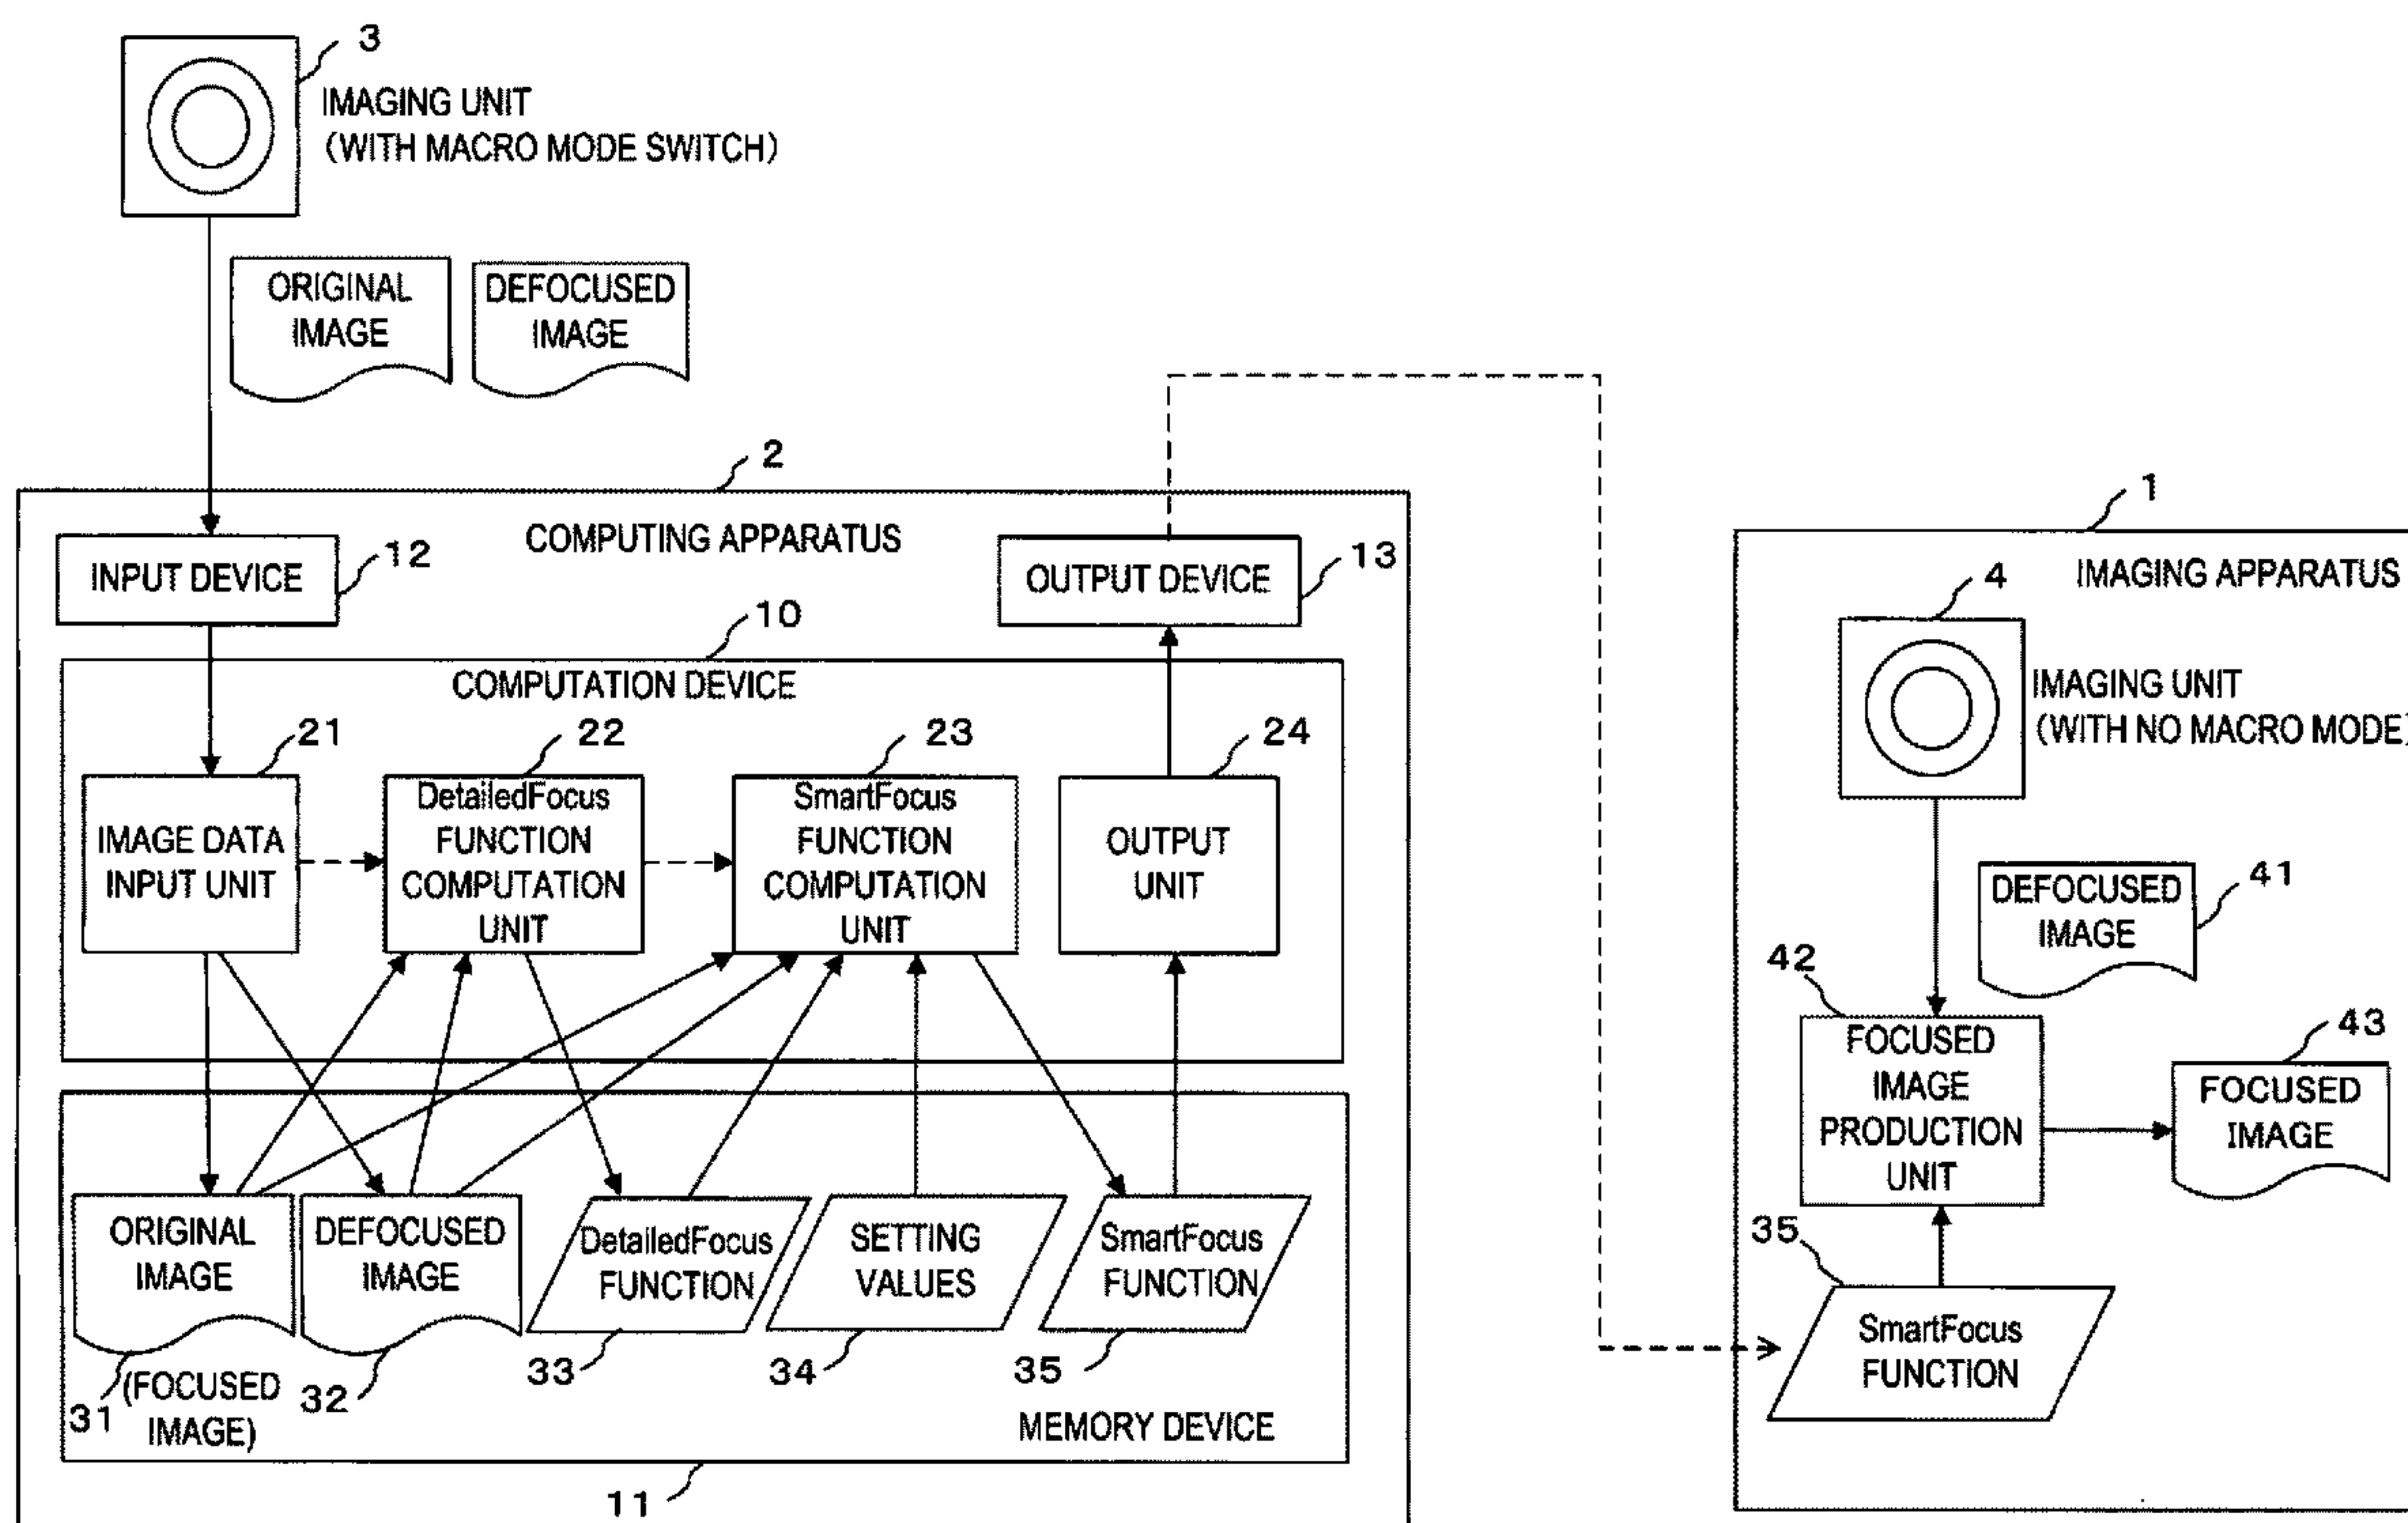 3
IMAGING UNIT
(WITH MACRO MODE SWITCH)
ORIGINAL
IMAGE
DEFOCUSED
IMAGE
2
COMPUTING APPARATUS
INPUT DEVICE
12
OUTPUT DEVICE
13
10
COMPUTATION DEVICE
21
IMAGE DATA
INPUT UNIT
22
DetailedFocus
FUNCTION
COMPUTATION
UNIT
23
SmartFocus
FUNCTION
COMPUTATION
UNIT
24
OUTPUT
UNIT
ORIGINAL
IMAGE
31
(FOCUSED
IMAGE)
DEFOCUSED
IMAGE
32
DetailedFocus
FUNCTION
33
SETTING
VALUES
34
SmartFocus
FUNCTION
35
MEMORY DEVICE
11
1
IMAGING APPARATUS
4
IMAGING UNIT
(WITH NO MACRO MODE)
DEFOCUSED
IMAGE
41
42
FOCUSED
IMAGE
PRODUCTION
UNIT
43
FOCUSED
IMAGE
35
SmartFocus
FUNCTION